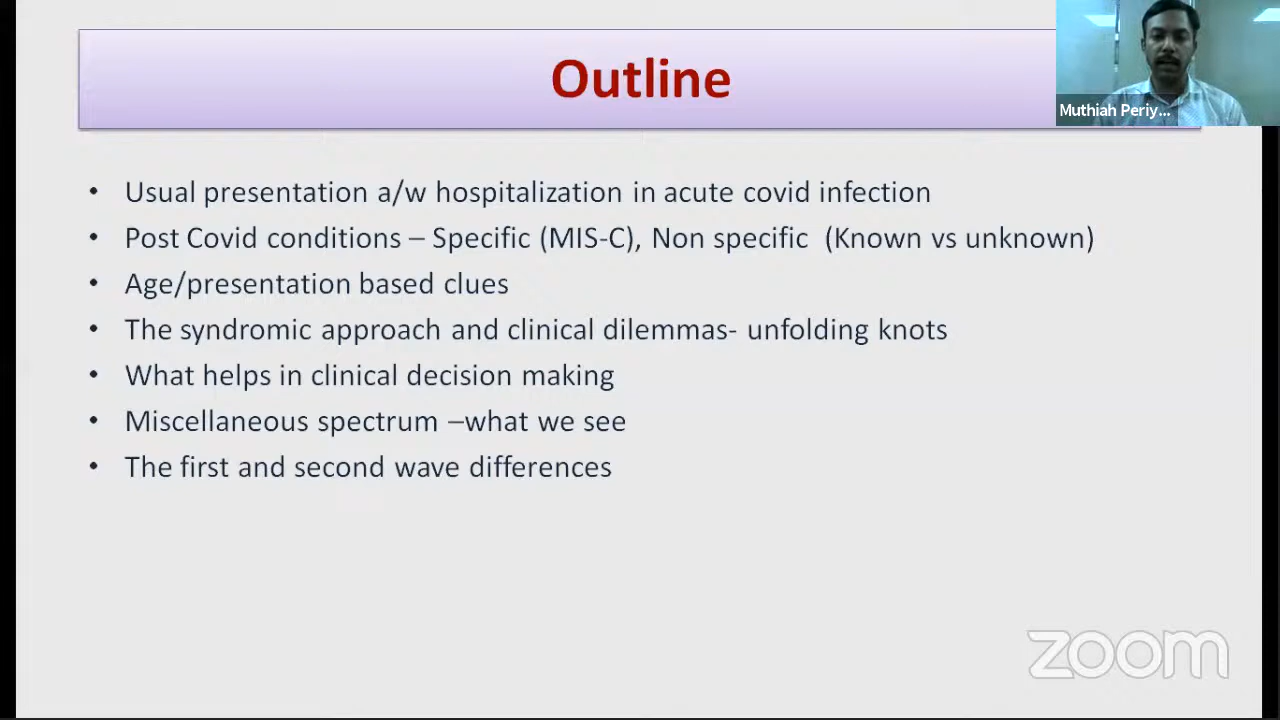 Outline
Muthiah Periy...
• Usual presentation a/w hospitalization in acute covid infection
• Post Covid conditions – Specific (MIS-C), Non specific  (Known vs unknown)
• Age/presentation based clues
• The syndromic approach and clinical dilemmas- unfolding knots
• What helps in clinical decision making
• Miscellaneous spectrum –what we see
• The first and second wave differences
zoom